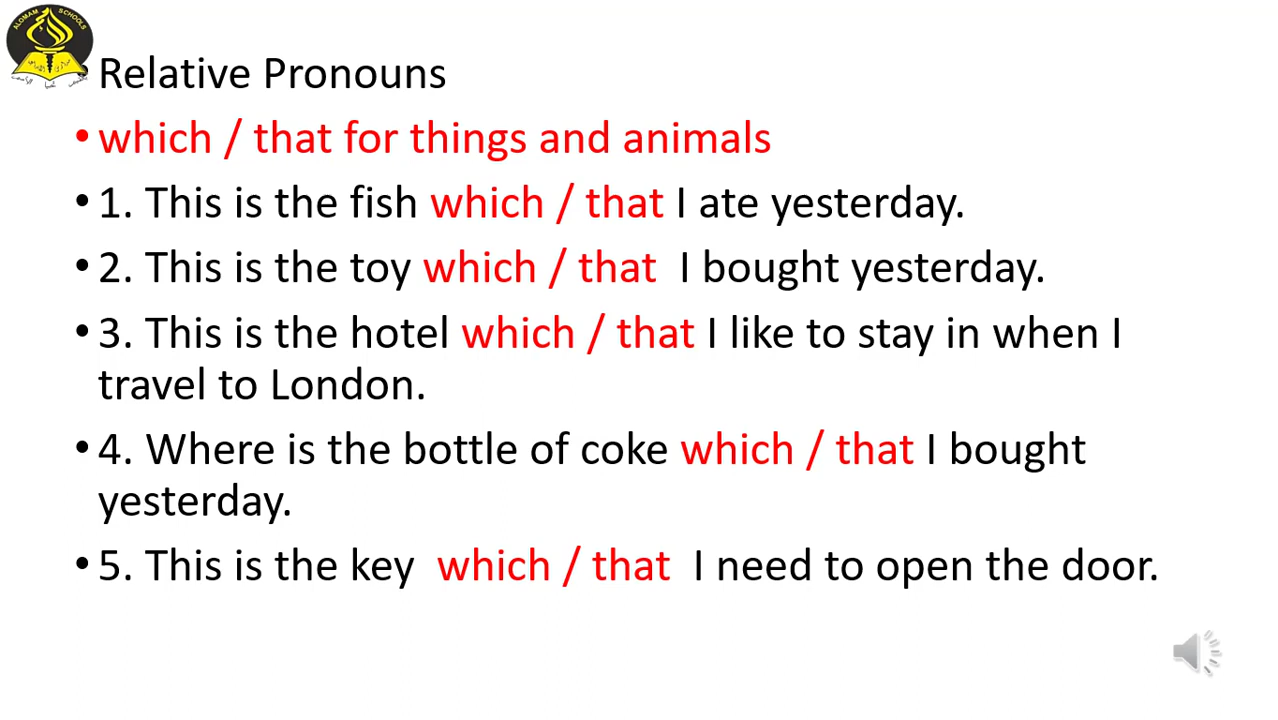 ALOMAM SCHOOLS
• Relative Pronouns
• which / that for things and animals
• 1. This is the fish which / that I ate yesterday.
• 2. This is the toy which / that  I bought yesterday.
• 3. This is the hotel which / that I like to stay in when I
travel to London.
• 4. Where is the bottle of coke which / that I bought
yesterday.
• 5. This is the key  which / that  I need to open the door.